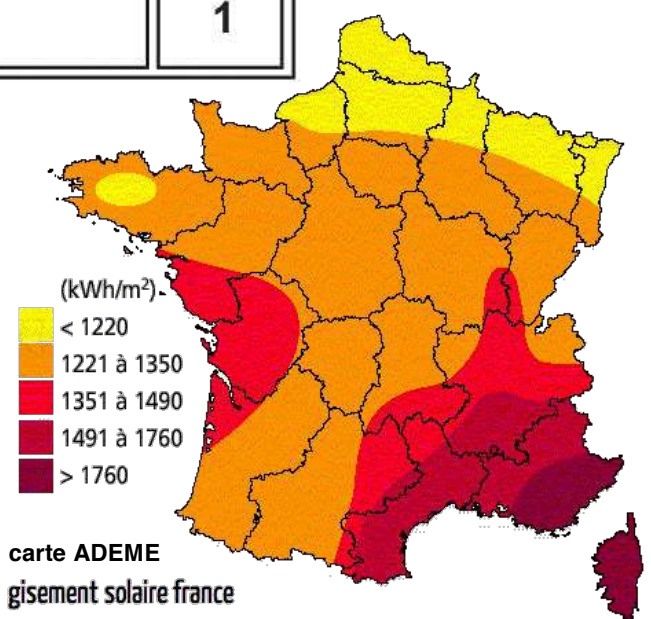 1
(kWh/m²)
< 1220
1221 à 1350
1351 à 1490
1491 à 1760
> 1760
carte ADEME
gisement solaire france